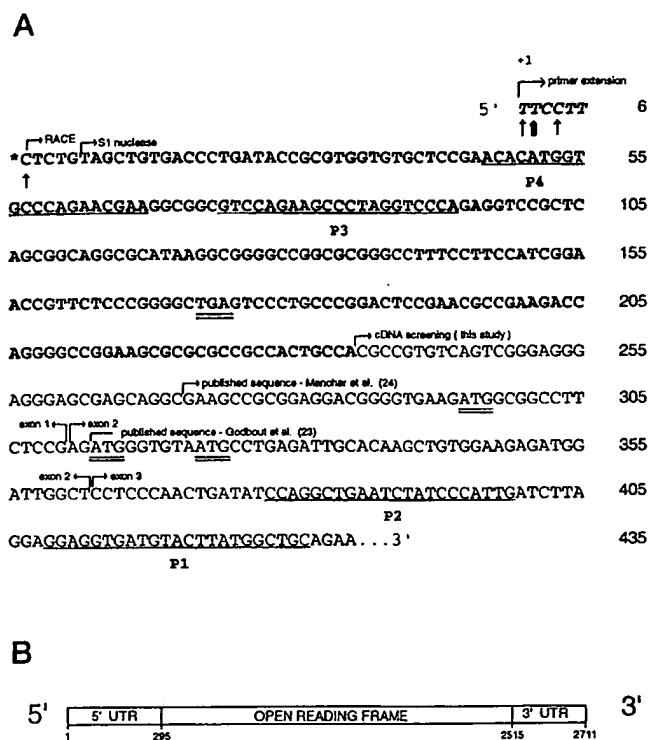 A
+1
primer extension
5' TTCCTT 6
RACE S1 nuclease
*CTCTGTAGCTGTGACCCTGATACCGCGTGGTGTGCTCCGAACACATGGT 55
P4
GCCCAGAACGAAGGCGGCGTCCAGAAGCCCTAGGTCCCAGAGGTCCGCTC 105
P3
AGCGGCAGGCGCATAAGGCGGGGCCGGCGCGGGCCTTTCCTTCCATCGGA 155
ACCGTTCTCCCGGGGCTGAGTCCCTGCCCGGACTCCGAACGCCGAAGACC 205
cDNA screening ( this study )
AGGGGCCGGAAGCGCGCGCCGCCACTGCCACGCCGTGTCAGTCGGGAGGG 255
published sequence - Menchar et al. (24)
AGGGAGCGAGCAGGCGAAGCCGCGGAGGACGGGGTGAAGATGGCGGCCTT 305
exon 1 exon 2 published sequence - Godbout et al. (23)
CTCCGAGATGGGTGTAATGCCTGAGATTGCACAAGCTGTGGAAGAGATGG 355
exon 2 exon 3
ATTGGCTCCTCCCAACTGATATCCAGGCTGAATCTATCCCATTGATCTTA 405
P2
GGAGGAGGTGATGTACTTATGGCTGCAGAA...3' 435
P1
B
5' 5' UTR OPEN READING FRAME 3' UTR 3'
1 295 2515 2711